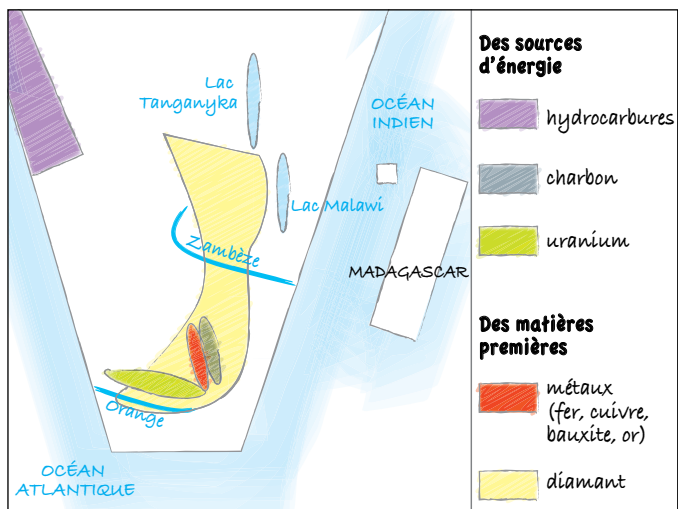 Lac
Tanganyka
OCÉAN
INDIEN
Lac Malawi
Zambèze
MADAGASCAR
Orange
OCÉAN
ATLANTIQUE
Des sources
d'énergie
hydrocarbures
charbon
uranium
Des matières
premières
métaux
(fer, cuivre,
bauxite, or)
diamant